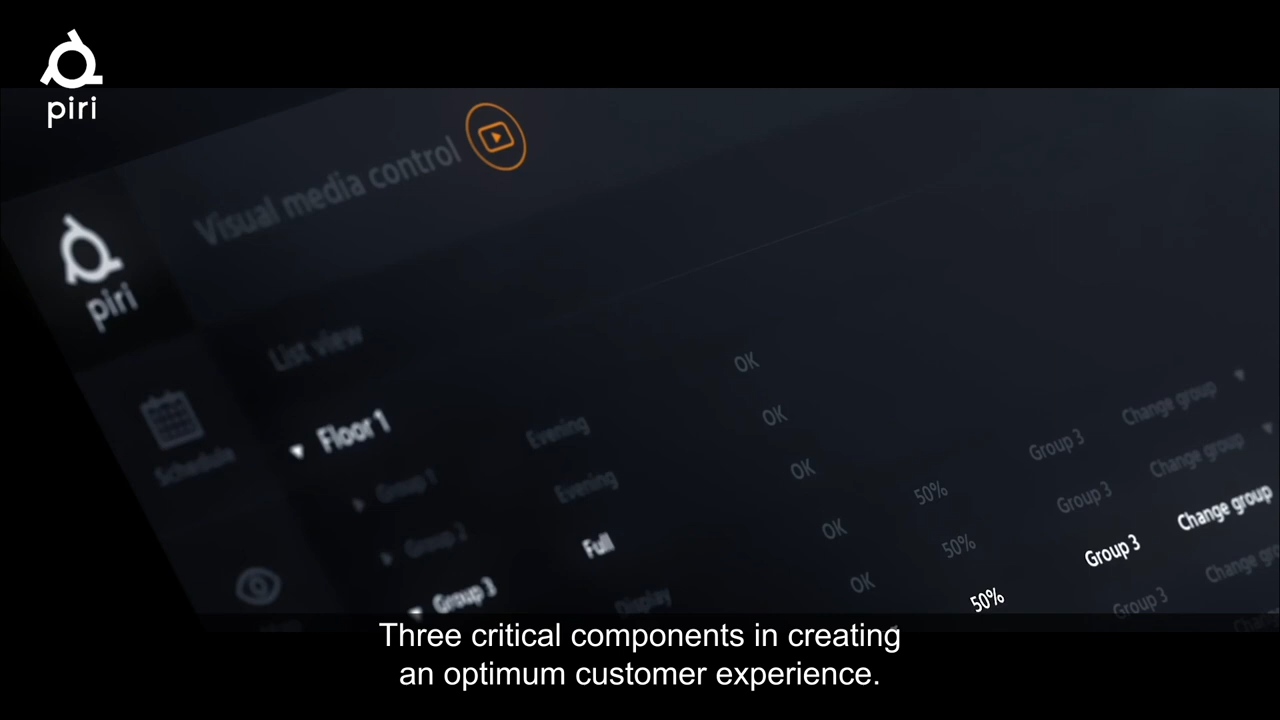 piri
Visual media control
piri
List view
OK
Floor 1
Evening
OK
Change group
Schedule
Group 1
Evening
OK
50%
Group 3
Change group
Group 2
Full
OK
50%
Group 3
Change group
Group 3
Display
OK
50%
Group 3
Change group
Three critical components in creating
an optimum customer experience.